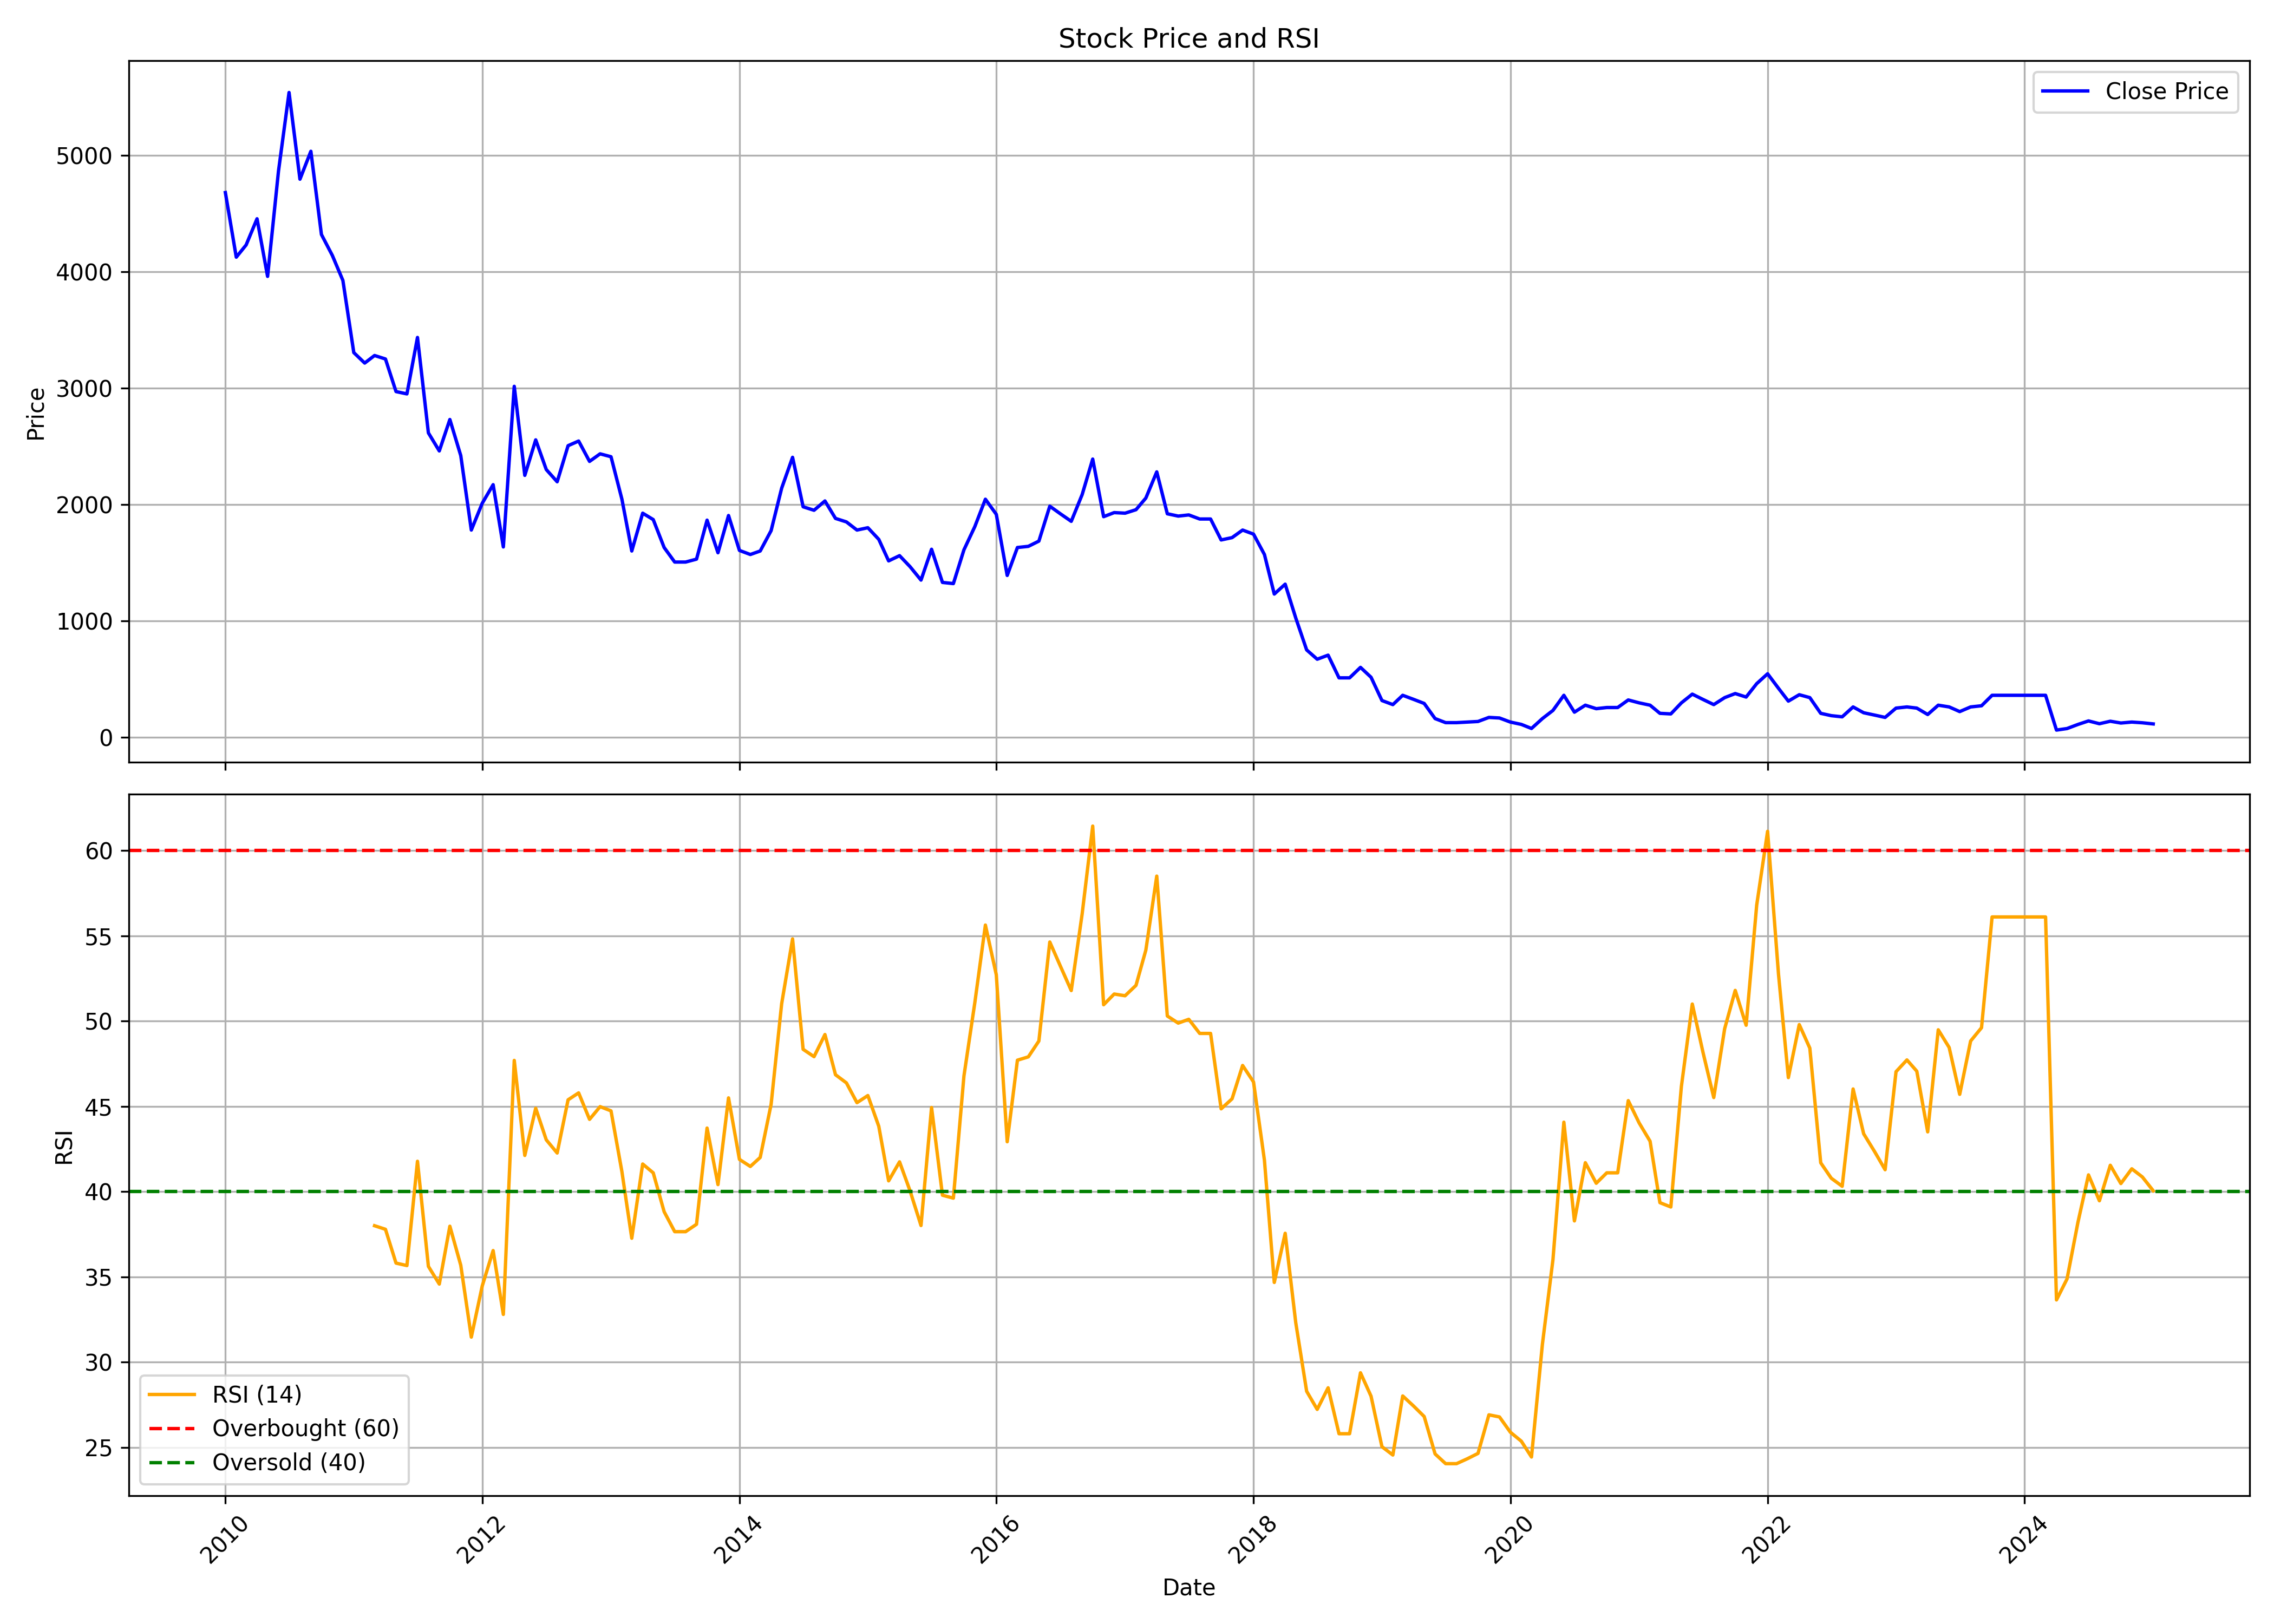 Stock Price and RSI
Close Price
Price
5000
4000
3000
2000
1000
0
RSI
60
55
50
45
40
35
30
25
RSI (14)
Overbought (60)
Oversold (40)
2010
2012
2014
2016
2018
2020
2022
2024
Date